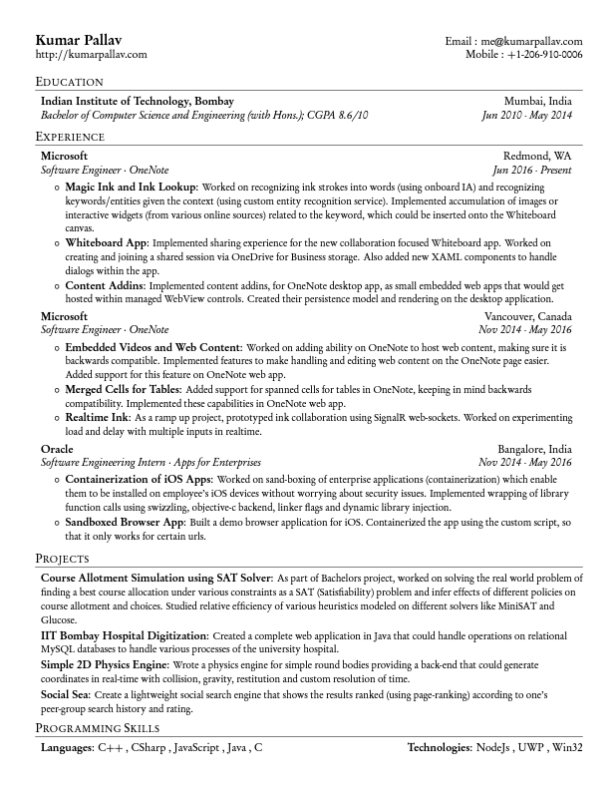 Kumar Pallav
Email : me@kumarpallav.com
http://kumarpallav.com
Mobile : +1-206-910-0006
EDUCATION
Indian Institute of Technology, Bombay
Mumbai, India
Bachelor of Computer Science and Engineering (with Hons.); CGPA 8.6/10
Jun 2010 - May 2014
EXPERIENCE
Microsoft
Redmond, WA
Software Engineer - OneNote
Jun 2016 - Present
Magic Ink and Ink Lookup: Worked on recognizing ink strokes into words (using onboard IA) and recognizing
keywords/entities given the context (using custom entity recognition service). Implemented accumulation of images or
interactive widgets (from various online sources) related to the keyword, which could be inserted onto the Whiteboard
canvas.
Whiteboard App: Implemented sharing experience for the new collaboration focused Whiteboard app. Worked on
creating and joining a shared session via OneDrive for Business storage. Also added new XAML components to handle
dialogs within the app.
Content Addins: Implemented content addins, for OneNote desktop app, as small embedded web apps that would get
hosted within managed WebView controls. Created their persistence model and rendering on the desktop application.
Microsoft
Vancouver, Canada
Software Engineer - OneNote
Nov 2014 - May 2016
Embedded Videos and Web Content: Worked on adding ability on OneNote to host web content, making sure it is
backwards compatible. Implemented features to make handling and editing web content on the OneNote page easier.
Added support for this feature on OneNote web app.
Merged Cells for Tables: Added support for spanned cells for tables in OneNote, keeping in mind backwards
compatibility. Implemented these capabilities in OneNote web app.
Realtime Ink: As a ramp up project, prototyped ink collaboration using SignalR web-sockets. Worked on experimenting
load and delay with multiple inputs in realtime.
Oracle
Bangalore, India
Software Engineering Intern - Apps for Enterprises
Nov 2014 - May 2016
Containerization of iOS Apps: Worked on sand-boxing of enterprise applications (containerization) which enable
them to be installed on employee's iOS devices without worrying about security issues. Implemented wrapping of library
function calls using swizzling, objective-c backend, linker flags and dynamic library injection.
Sandboxed Browser App: Built a demo browser application for iOS. Containerized the app using the custom script, so
that it only works for certain urls.
PROJECTS
Course Allotment Simulation using SAT Solver: As part of Bachelors project, worked on solving the real world problem of
finding a best course allocation under various constraints as a SAT (Satisfiability) problem and infer effects of different policies on
course allotment and choices. Studied relative efficiency of various heuristics modeled on different solvers like MiniSAT and
Glucose.
IIT Bombay Hospital Digitization: Created a complete web application in Java that could handle operations on relational
MySQL databases to handle various processes of the university hospital.
Simple 2D Physics Engine: Wrote a physics engine for simple round bodies providing a back-end that could generate
coordinates in real-time with collision, gravity, restitution and custom resolution of time.
Social Sea: Create a lightweight social search engine that shows the results ranked (using page-ranking) according to one's
peer-group search history and rating.
PROGRAMMING SKILLS
Languages: C++ , CSharp , JavaScript , Java , C
Technologies: NodeJs , UWP , Win32